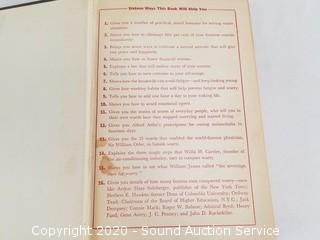 Sixteen Ways This Book Will Help You
1. Gives you a number of practical, tested formulas for solving worry
situations.
2. Shows you how to eliminate fifty per cent of your business worries
immediately.
3. Brings you seven ways to cultivate a mental attitude that will give
you peace and happiness.
4. Shows you how to lessen financial worries.
5. Explains a law that will outlaw many of your worries.
6. Tells you how to turn criticism to your advantage.
7. Shows how the housewife can avoid fatigue—and keep looking young.
8. Gives four working habits that will help prevent fatigue and worry.
9. Tells you how to add one hour a day to your waking life.
10. Shows you how to avoid emotional upsets.
11. Gives you the stories of scores of everyday people, who tell you in
their own words how they stopped worrying and started living.
12. Gives you Alfred Adler's prescription for curing melancholia in
fourteen days.
13. Gives you the 21 words that enabled the world-famous physician,
Sir William Osler, to banish worry.
14. Explains the three magic steps that Willis H. Carrier, founder of
the air-conditioning industry, uses to conquer worry.
15. Shows you how to use what William James called "the sovereign
cure for worry."
16. Gives you details of how many famous men conquered worry—men
like Arthur Hays Sulzberger, publisher of the New York Times;
Herbert E. Hawkes, former Dean of Columbia University; Ordway
Tead, Chairman of the Board of Higher Education, N.Y.C.; Jack
Dempsey; Connie Mack; Roger W. Babson; Admiral Byrd; Henry
Ford; Gene Autry; J. C. Penney; and John D. Rockefeller.
Copyright 2020 - Sound Auction Service